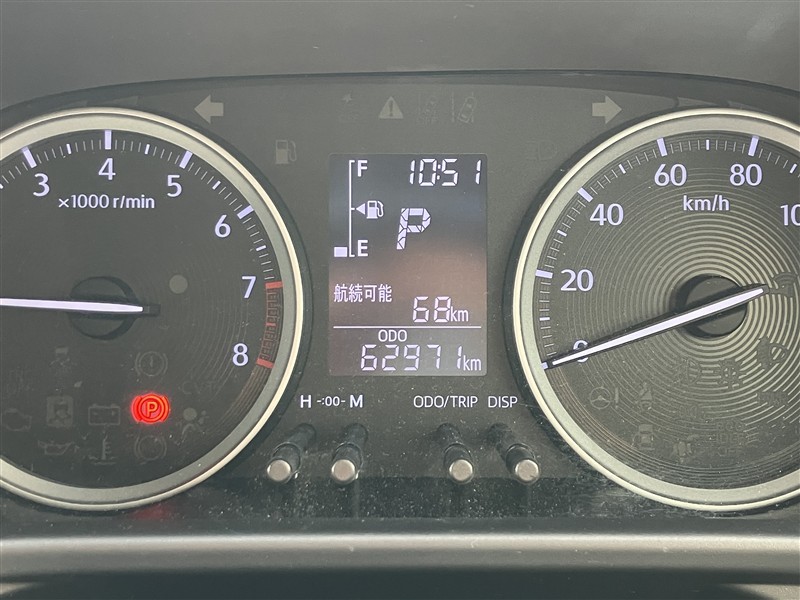 3
4
5
6
7
8
×1000 r/min
F
10:51
P
E
航続可能
68km
ODO
62971km
H -:00- M
ODO/TRIP DISP
0
20
40
60
80
km/h
P